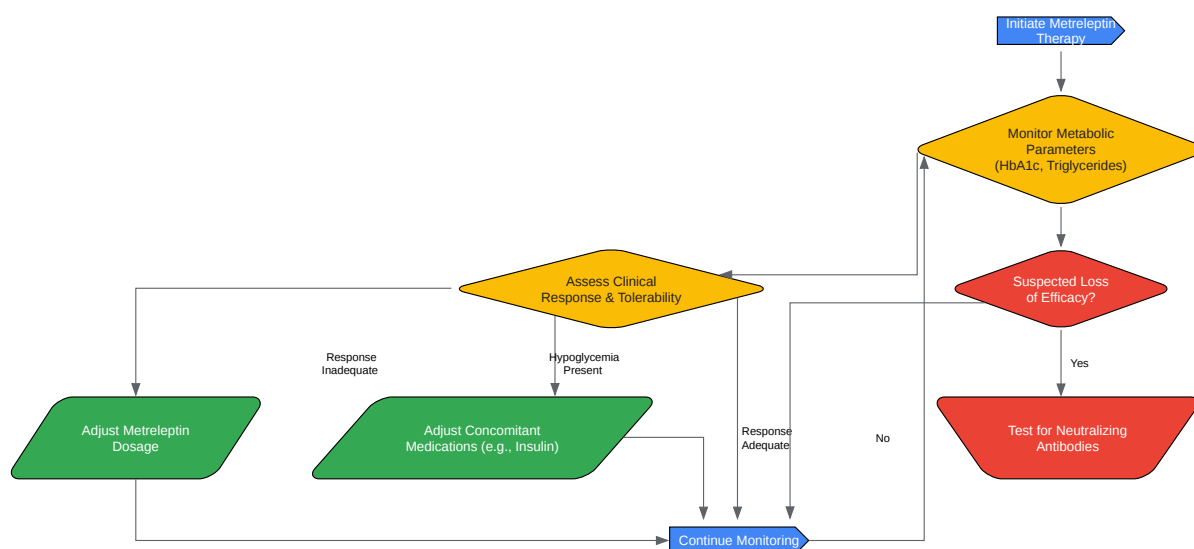 Initiate Metreleptin
Therapy
Monitor Metabolic
Parameters
(HbA1c, Triglycerides)
Assess Clinical
Response & Tolerability
Suspected Loss
of Efficacy?
Response
Inadequate
Hypoglycemia
Present
Yes
Adjust Metreleptin
Dosage
Adjust Concomitant
Medications (e.g., Insulin)
Response
Adequate
No
Test for Neutralizing
Antibodies
Continue Monitoring